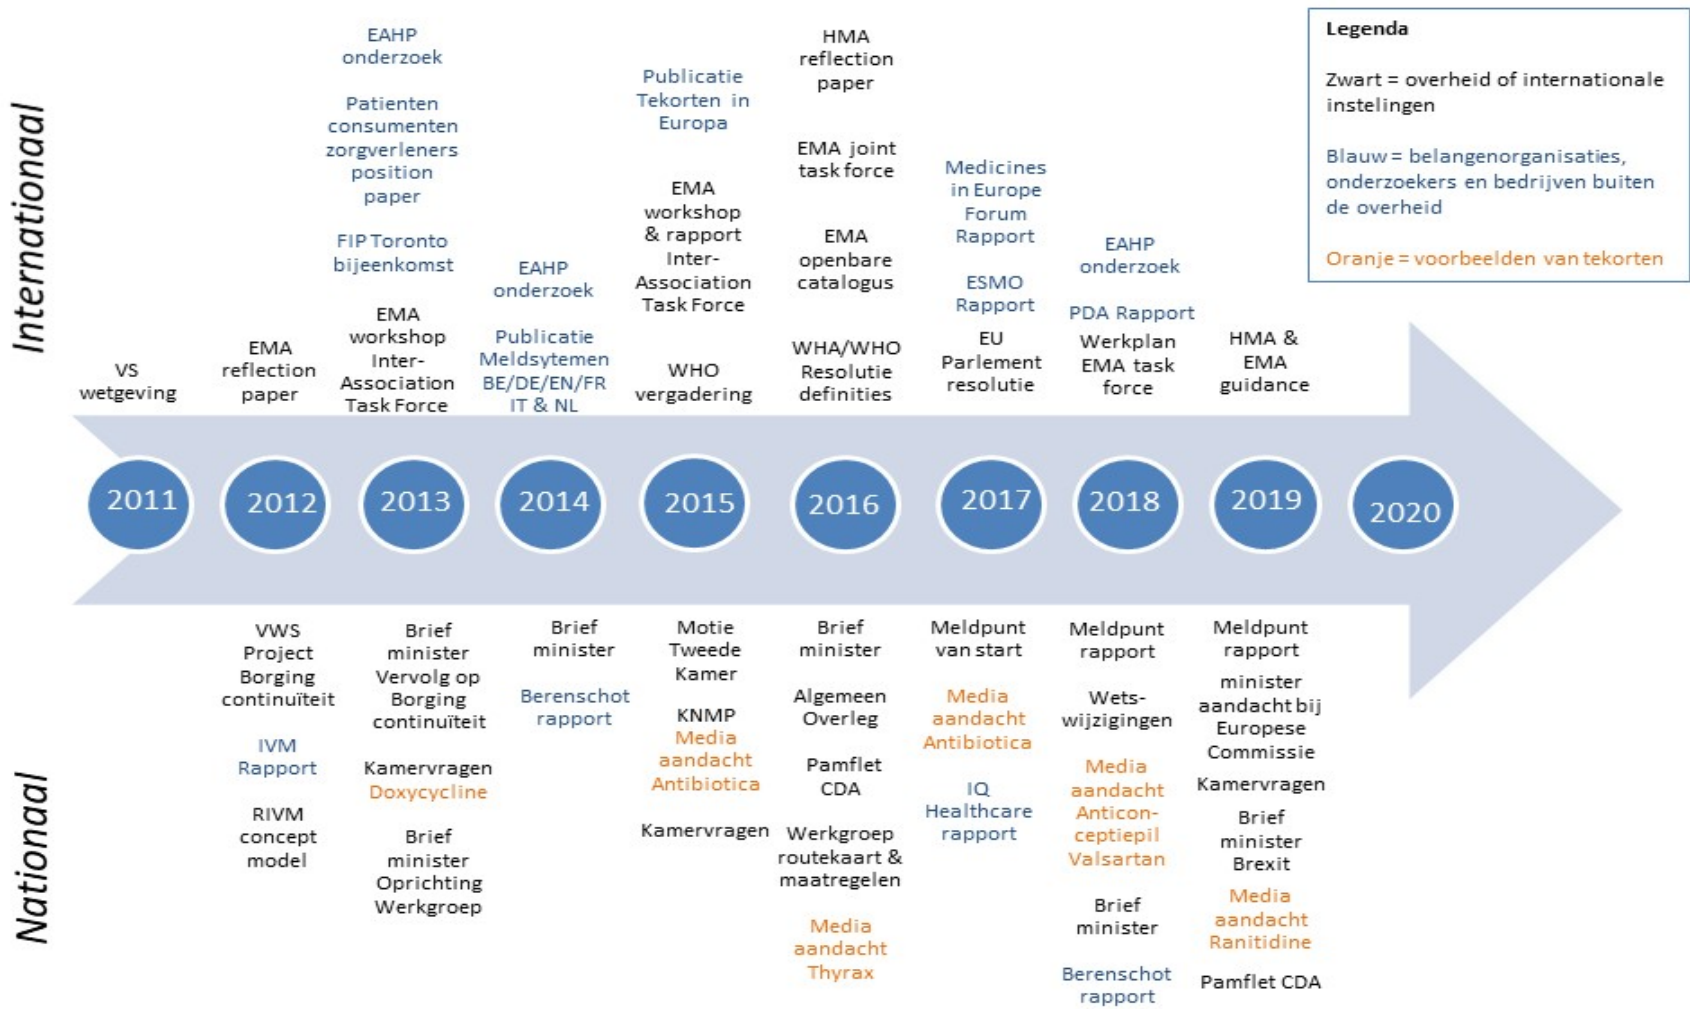 Internationaal
VS
wetgeving
EMA
reflection
paper
EAHP
onderzoek
Patienten
consumenten
zorgverleners
position
paper
FIP Toronto
bijeenkomst
EMA
workshop
Inter-
Association
Task Force
EAHP
onderzoek
Publicatie
Meldsytemen
BE/DE/EN/FR
IT & NL
Publicatie
Tekorten in
Europa
EMA
workshop
& rapport
Inter-
Association
Task Force
WHO
vergadering
HMA
reflection
paper
EMA joint
task force
EMA
openbare
catalogus
WHA/WHO
Resolutie
definities
Medicines
in Europe
Forum
Rapport
ESMO
Rapport
EU
Parlement
resolutie
EAHP
onderzoek
PDA Rapport
Werkplan
EMA task
force
HMA &
EMA
guidance
Legenda
Zwart = overheid of internationale
instelingen
Blauw = belangenorganisaties,
onderzoekers en bedrijven buiten
de overheid
Oranje = voorbeelden van tekorten
2011
2012
2013
2014
2015
2016
2017
2018
2019
2020
Nationaal
VWS
Project
Borging
continuïteit
IVM
Rapport
RIVM
concept
model
Brief
minister
Vervolg op
Borging
continuïteit
Kamervragen
Doxycycline
Brief
minister
Oprichting
Werkgroep
Brief
minister
Berenschot
rapport
Motie
Tweede
Kamer
KNMP
Media
aandacht
Antibiotica
Kamervragen
Brief
minister
Algemeen
Overleg
Pamflet
CDA
Werkgroep
routekaart &
maatregelen
Media
aandacht
Thyrax
Meldpunt
van start
Media
aandacht
Antibiotica
IQ
Healthcare
rapport
Meldpunt
rapport
Wets-
wijzigingen
Media
aandacht
Anticon-
ceptiepil
Valsartan
Brief
minister
Berenschot
rapport
Meldpunt
rapport
minister
aandacht bij
Europese
Commissie
Kamervragen
Brief
minister
Brexit
Media
aandacht
Ranitidine
Pamflet CDA